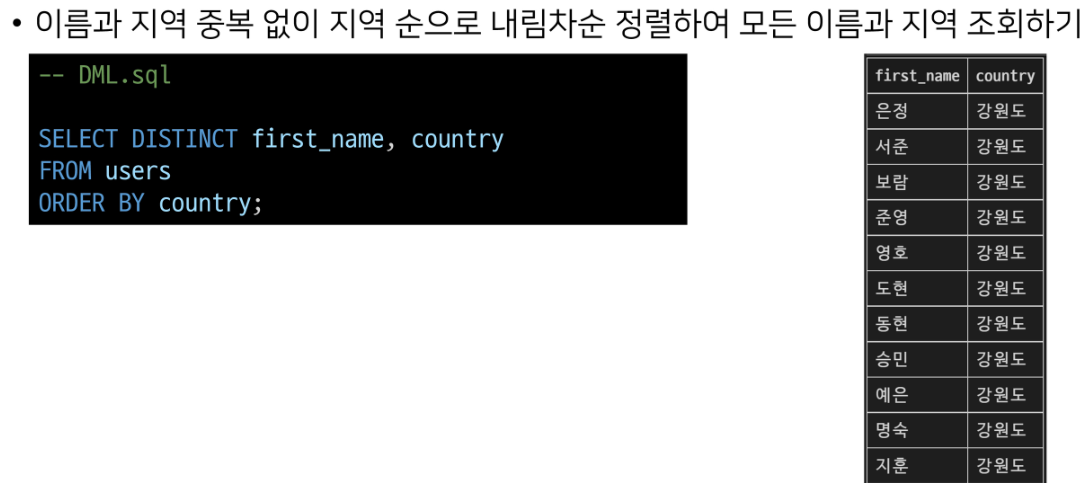 • 이름과 지역 중복 없이 지역 순으로 내림차순 정렬하여 모든 이름과 지역 조회하기
-- DML.sql
SELECT DISTINCT first_name, country
FROM users
ORDER BY country;
first_name country
은정 강원도
서준 강원도
보람 강원도
준영 강원도
영호 강원도
도현 강원도
동현 강원도
승민 강원도
예은 강원도
명숙 강원도
지훈 강원도